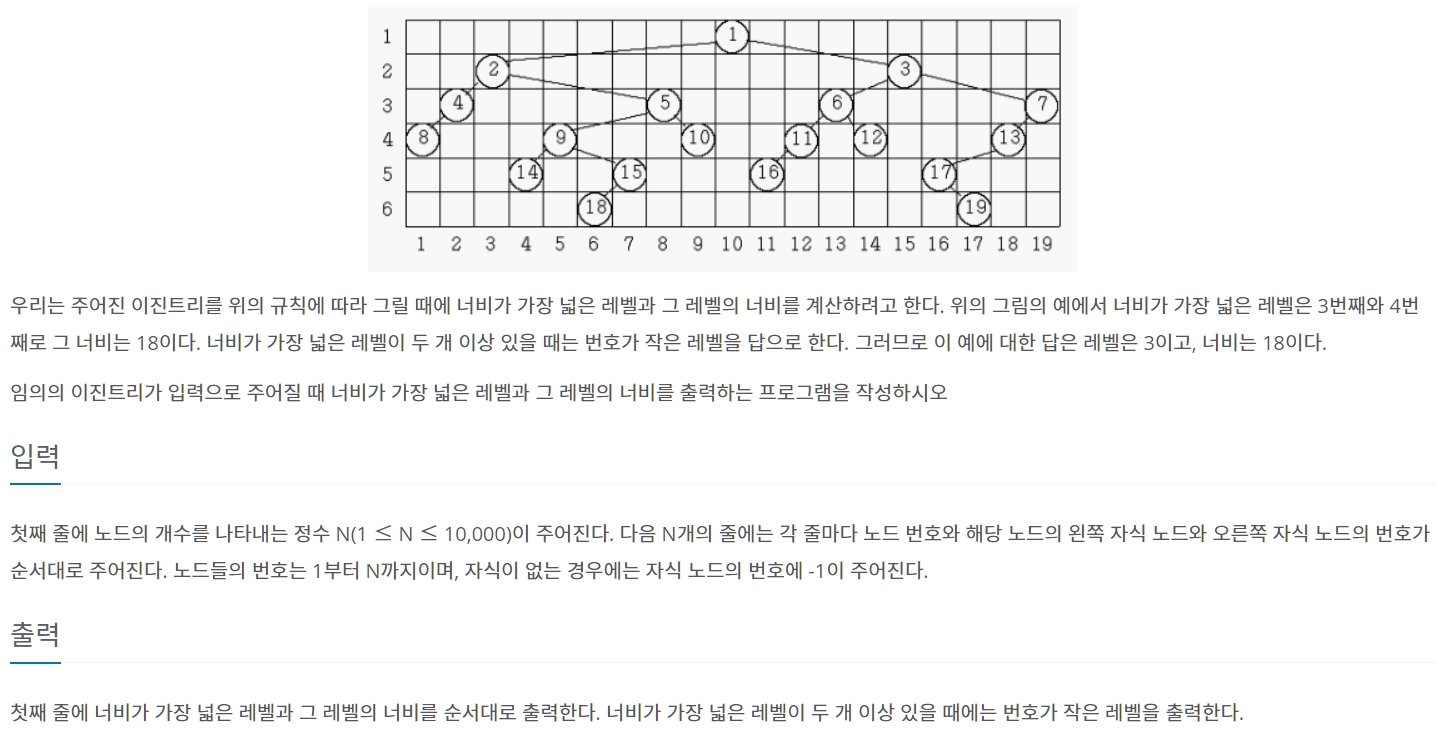 1
1
2
2
3
3
4
5
6
7
4
8
9
10
11
12
13
5
14
15
16
17
6
18
19
1 2 3 4 5 6 7 8 9 10 11 12 13 14 15 16 17 18 19
우리는 주어진 이진트리를 위의 규칙에 따라 그릴 때에 너비가 가장 넓은 레벨과 그 레벨의 너비를 계산하려고 한다. 위의 그림의 예에서 너비가 가장 넓은 레벨은 3번째와 4번
째로 그 너비는 18이다. 너비가 가장 넓은 레벨이 두 개 이상 있을 때는 번호가 작은 레벨을 답으로 한다. 그러므로 이 예에 대한 답은 레벨은 3이고, 너비는 18이다.
임의의 이진트리가 입력으로 주어질 때 너비가 가장 넓은 레벨과 그 레벨의 너비를 출력하는 프로그램을 작성하시오
입력
첫째 줄에 노드의 개수를 나타내는 정수 N(1 ≤ N ≤ 10,000)이 주어진다. 다음 N개의 줄에는 각 줄마다 노드 번호와 해당 노드의 왼쪽 자식 노드와 오른쪽 자식 노드의 번호가
순서대로 주어진다. 노드들의 번호는 1부터 N까지이며, 자식이 없는 경우에는 자식 노드의 번호에 -1이 주어진다.
출력
첫째 줄에 너비가 가장 넓은 레벨과 그 레벨의 너비를 순서대로 출력한다. 너비가 가장 넓은 레벨이 두 개 이상 있을 때에는 번호가 작은 레벨을 출력한다.